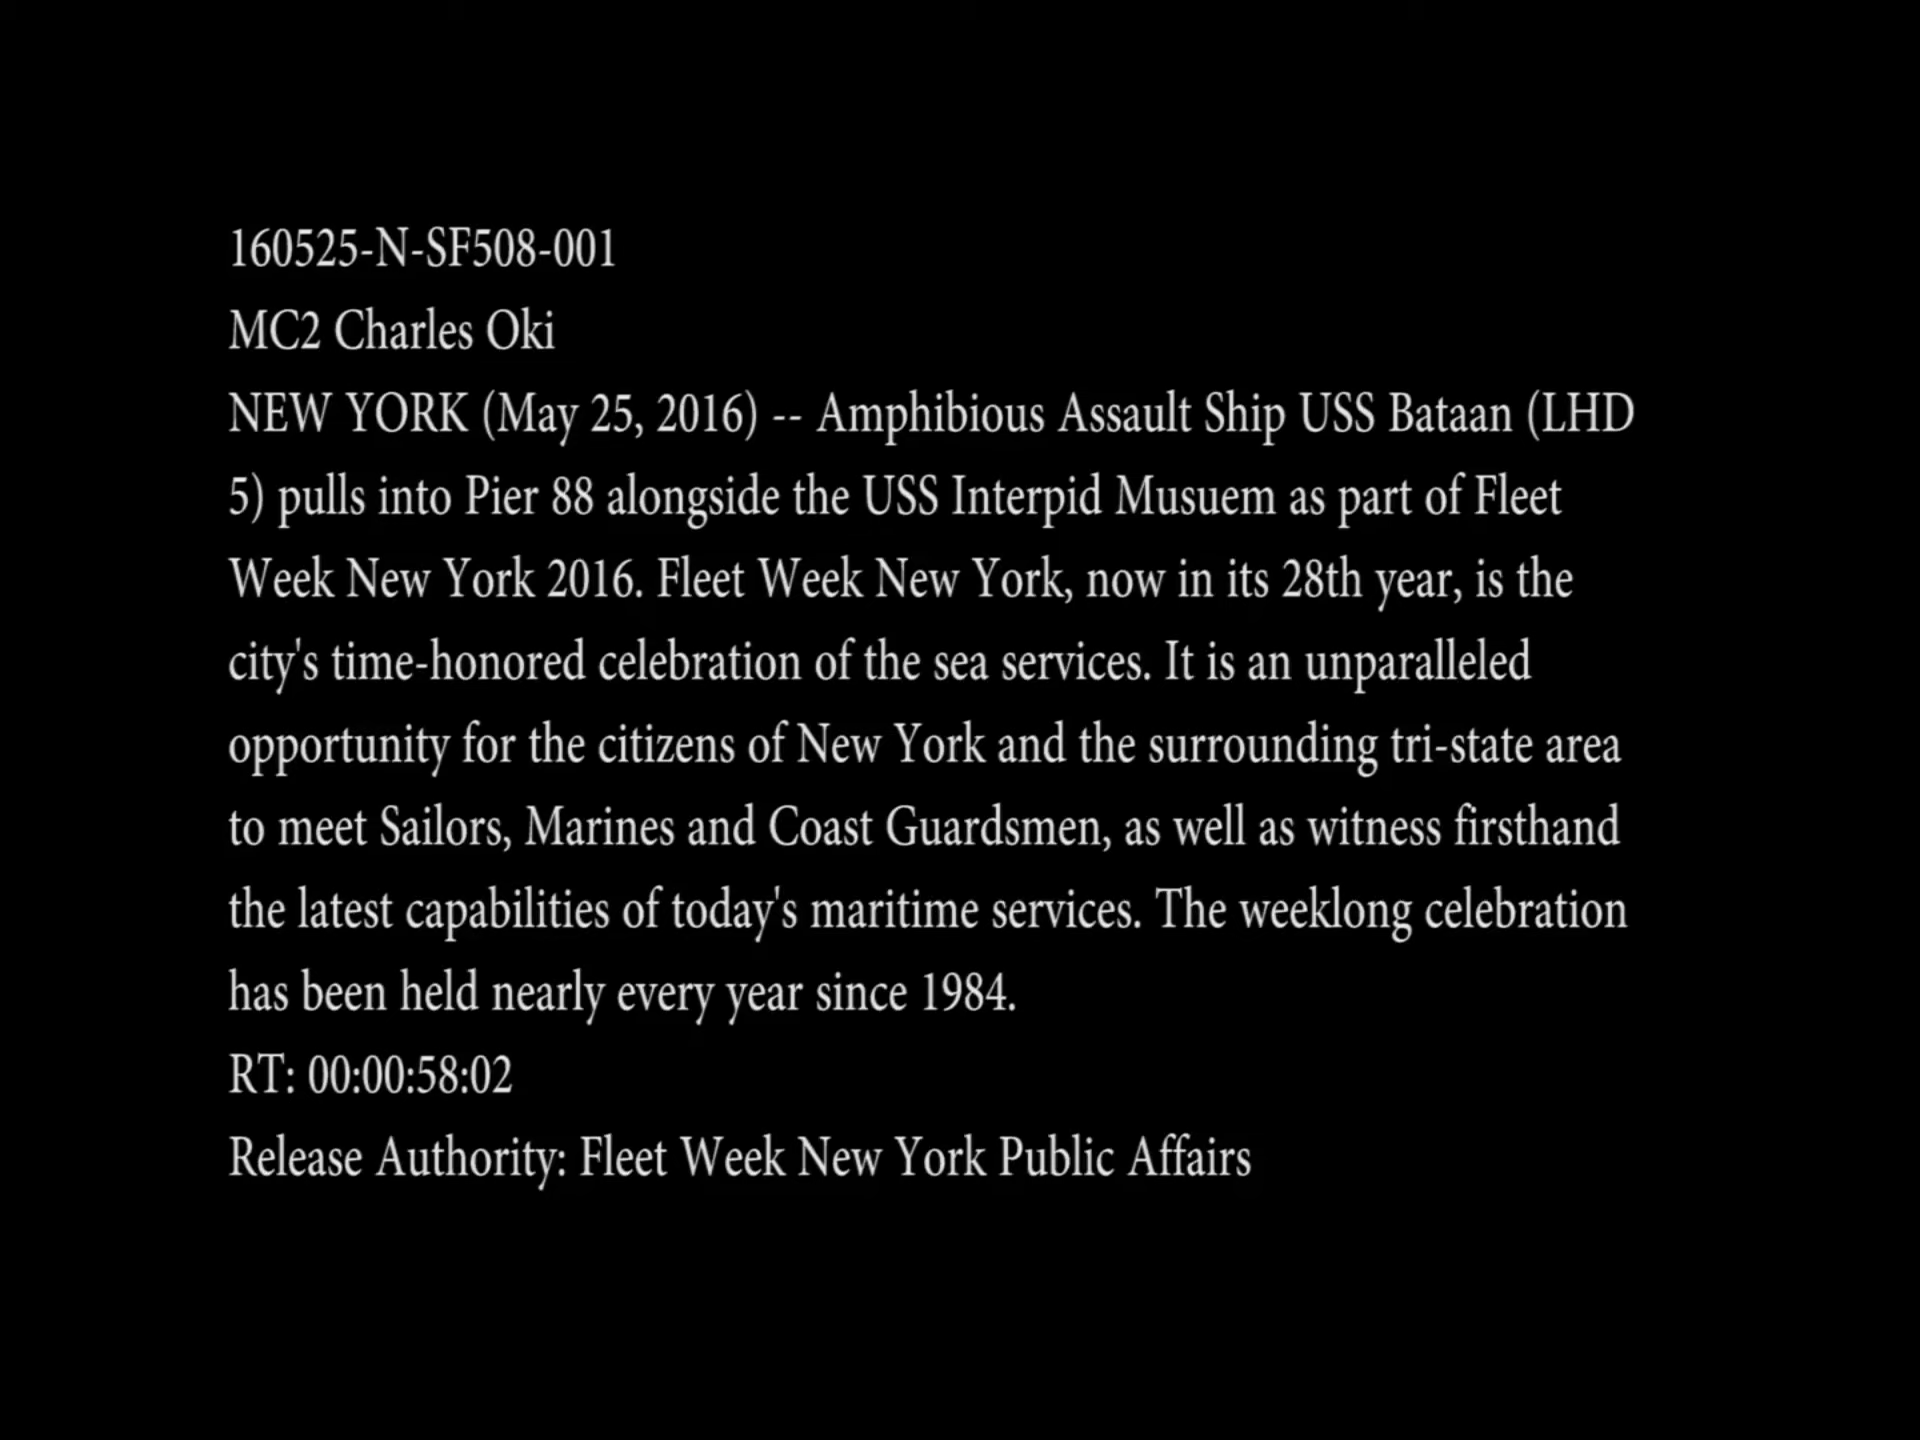 160525-N-SF508-001
MC2 Charles Oki
NEW YORK (May 25, 2016) -- Amphibious Assault Ship USS Bataan (LHD
5) pulls into Pier 88 alongside the USS Interpid Musuem as part of Fleet
Week New York 2016. Fleet Week New York, now in its 28th year, is the
city's time-honored celebration of the sea services. It is an unparalleled
opportunity for the citizens of New York and the surrounding tri-state area
to meet Sailors, Marines and Coast Guardsmen, as well as witness firsthand
the latest capabilities of today's maritime services. The weeklong celebration
has been held nearly every year since 1984.
RT: 00:00:58:02
Release Authority: Fleet Week New York Public Affairs